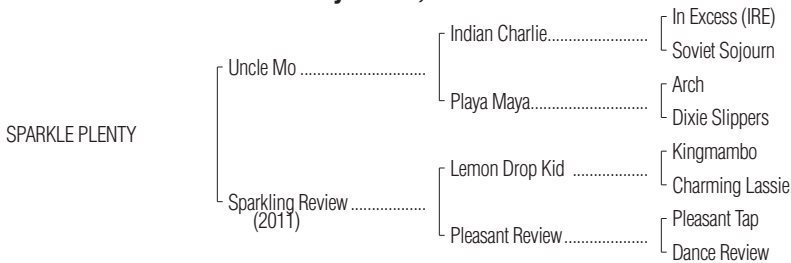 In Excess (IRE)
Indian Charlie........................
Soviet Sojourn
Uncle Mo ..............................
Arch
Playa Maya............................
Dixie Slippers
SPARKLE PLENTY
Kingmambo
Lemon Drop Kid ..................
Charming Lassie
Sparkling Review ..................
(2011)
Pleasant Tap
Pleasant Review....................
Dance Review